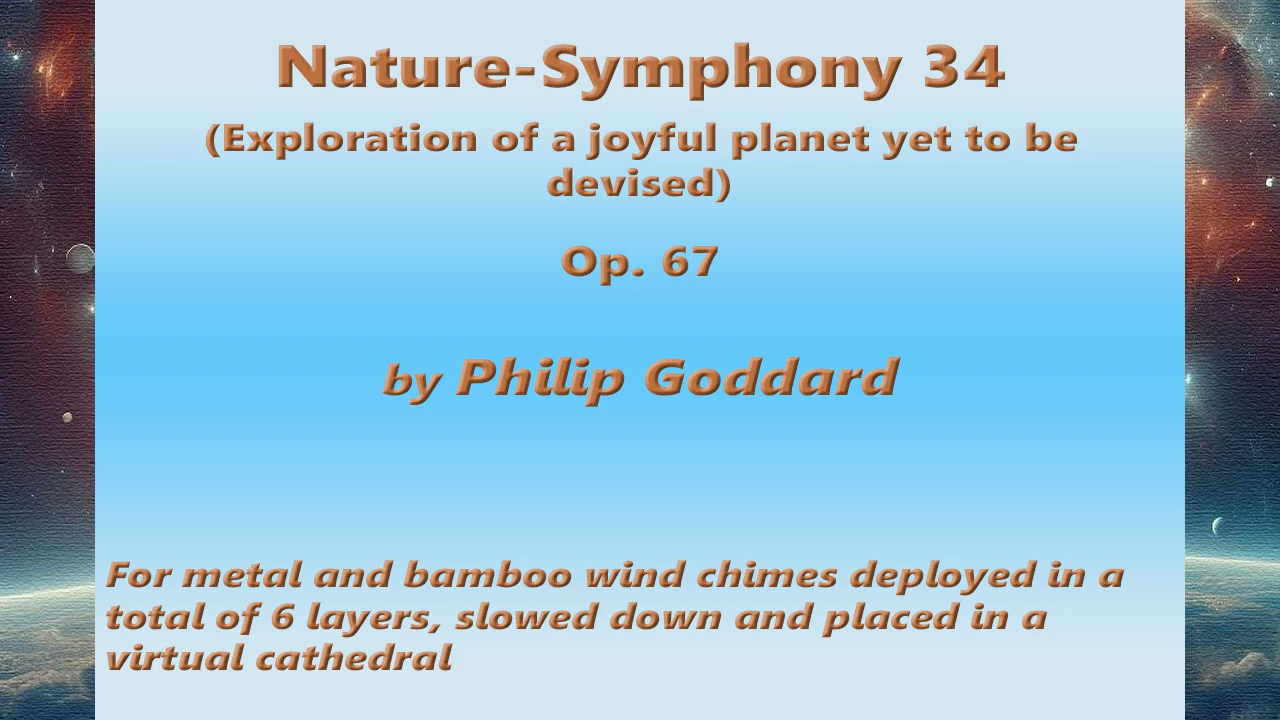 Nature-Symphony 34
(Exploration of a joyful planet yet to be
devised)
Op. 67
by Philip Goddard
For metal and bamboo wind chimes deployed in a
total of 6 layers, slowed down and placed in a
virtual cathedral